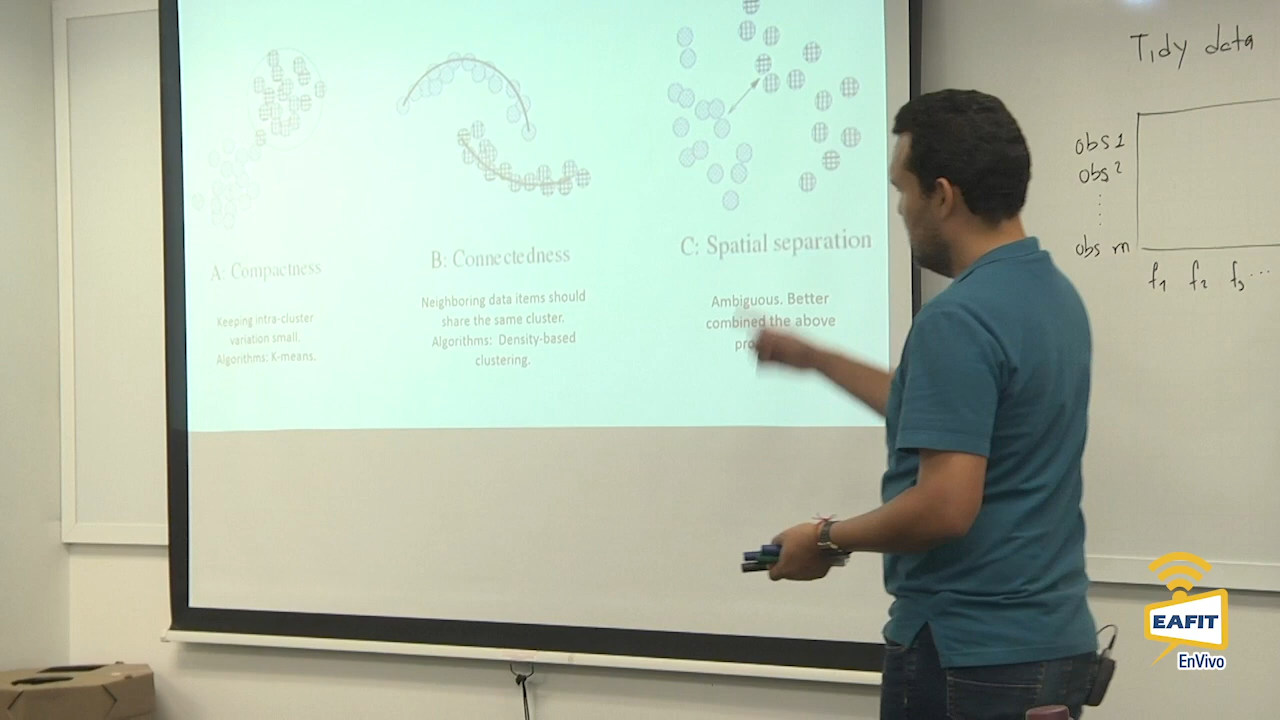 A: Compactness
Keeping intra-cluster
variation small.
Algorithms: K-means.
B: Connectedness
Neighboring data items should
share the same cluster.
Algorithms: Density-based
clustering.
C: Spatial separation
Ambiguous. Better
combined the above
Tidy data
obs 1
obs 2
obs m
f1 f2 f3 ...
EAFIT
EnVivo